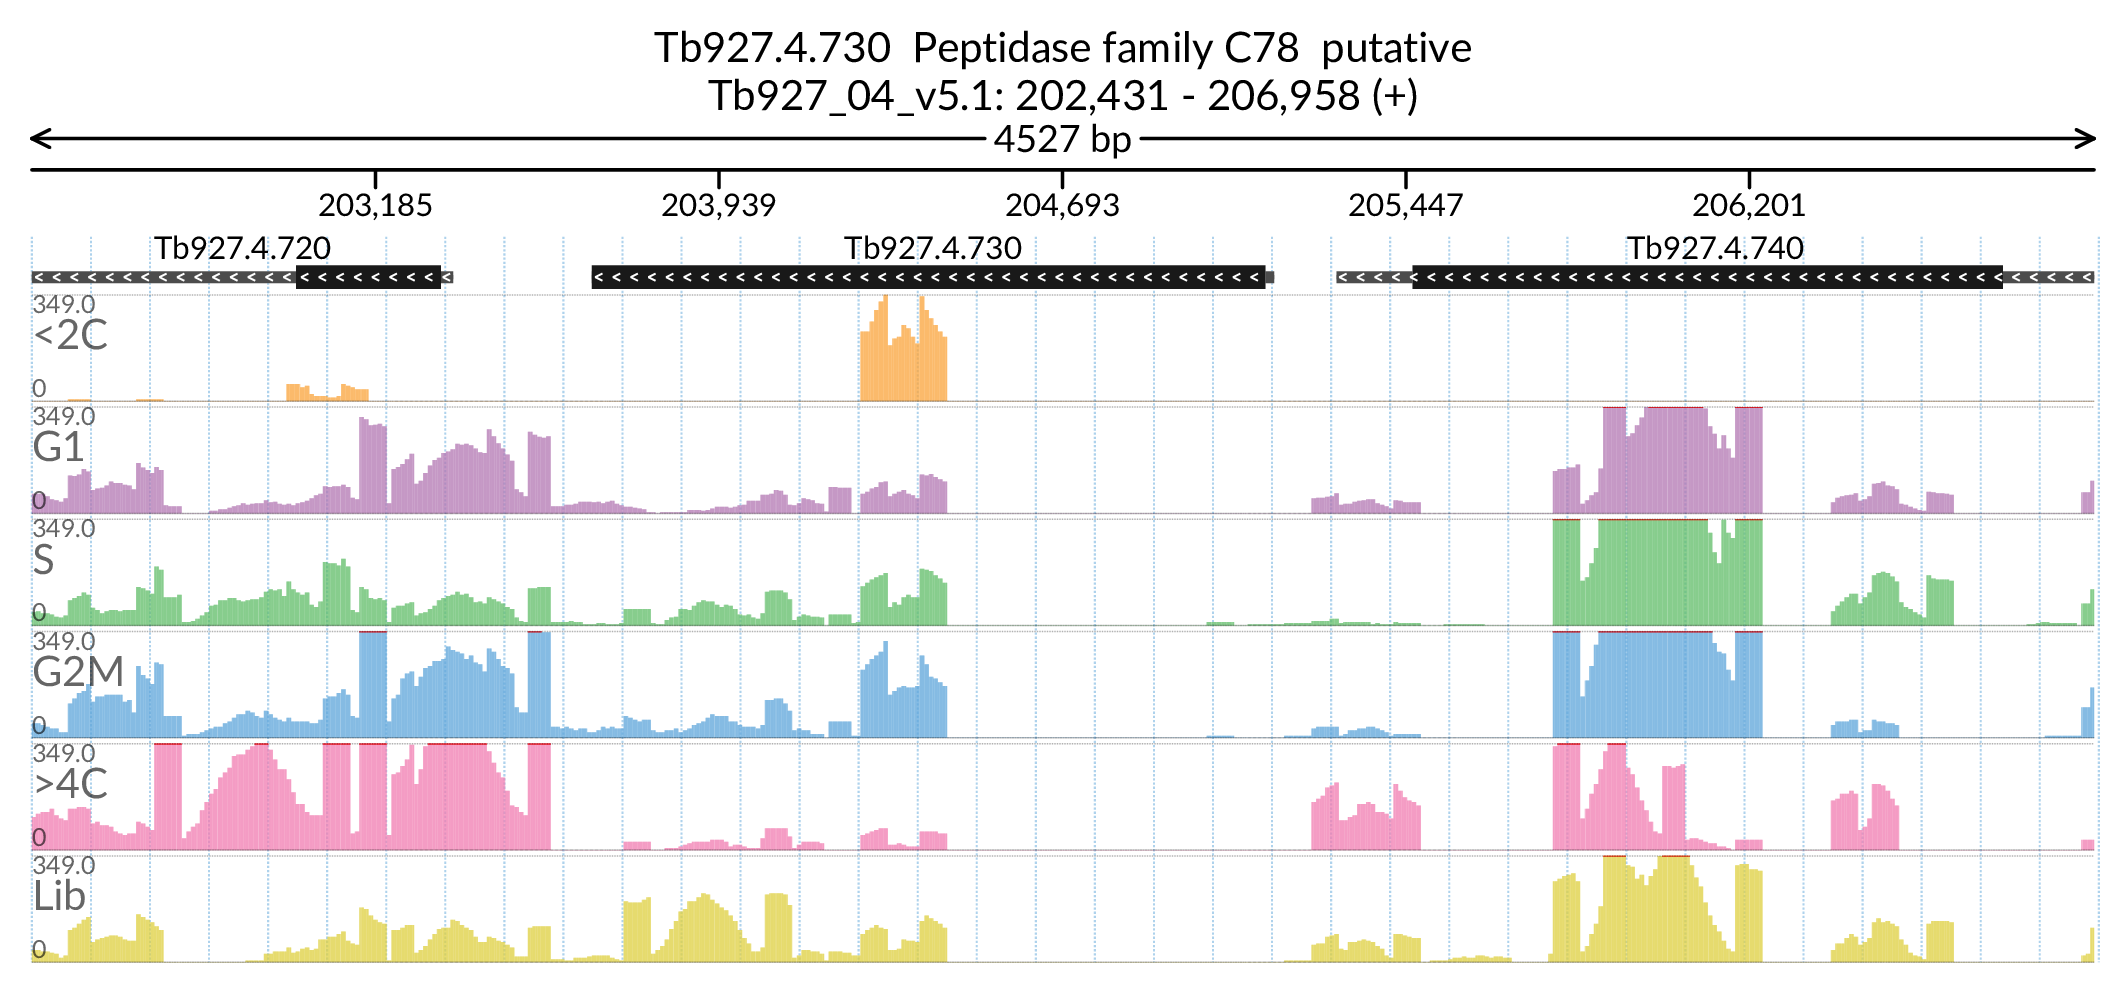 Tb927.4.730  Peptidase family C78  putative
Tb927_04_v5.1: 202,431 - 206,958 (+)
4527 bp
203,185 203,939 204,693 205,447 206,201
Tb927.4.720 Tb927.4.730 Tb927.4.740
349.0
<2C
0
349.0
G1
0
349.0
S
0
349.0
G2M
0
349.0
>4C
0
349.0
Lib
0